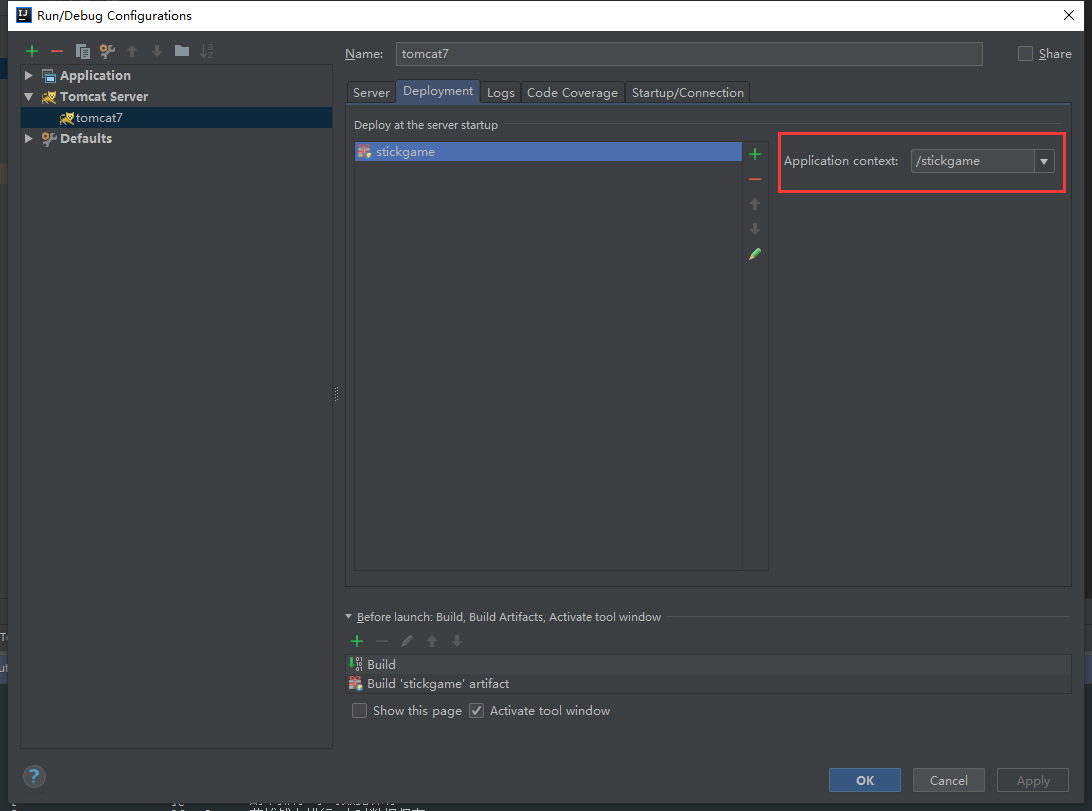 Run/Debug Configurations
Name: tomcat7 Share
Application
Tomcat Server
tomcat7
Defaults
Server Deployment Logs Code Coverage Startup/Connection
Deploy at the server startup
stickgame
Application context: /stickgame
Before launch: Build, Build Artifacts, Activate tool window
Build
Build 'stickgame' artifact
Show this page Activate tool window
?
OK Cancel Apply